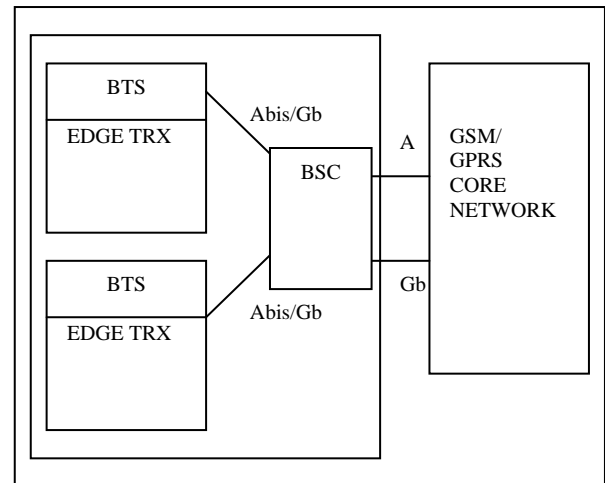 BTS
EDGE TRX
Abis/Gb
BSC
A
GSM/
GPRS
CORE
NETWORK
Gb
BTS
EDGE TRX
Abis/Gb